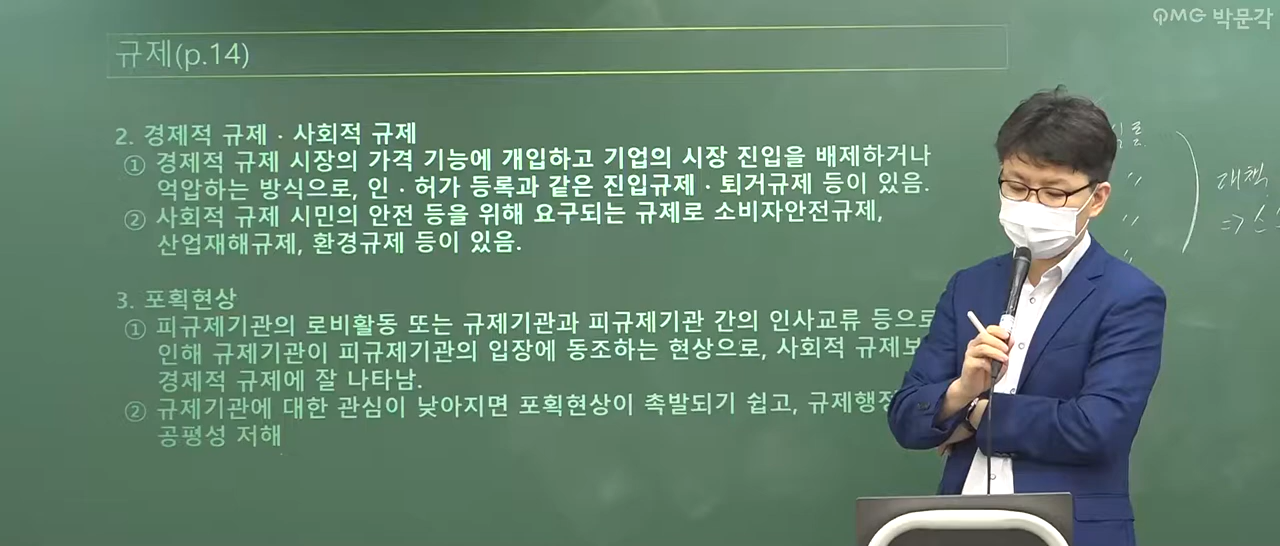 PMG 박문각
규제(p.14)
2. 경제적 규제 · 사회적 규제
① 경제적 규제 시장의 가격 기능에 개입하고 기업의 시장 진입을 배제하거나
억압하는 방식으로, 인 · 허가 등록과 같은 진입규제 · 퇴거규제 등이 있음.
② 사회적 규제 시민의 안전 등을 위해 요구되는 규제로 소비자안전규제,
산업재해규제, 환경규제 등이 있음.
3. 포획현상
① 피규제기관의 로비활동 또는 규제기관과 피규제기관 간의 인사교류 등으로
인해 규제기관이 피규제기관의 입장에 동조하는 현상으로, 사회적 규제보
경제적 규제에 잘 나타남.
② 규제기관에 대한 관심이 낮아지면 포획현상이 촉발되기 쉽고, 규제행정
공평성 저해
대책